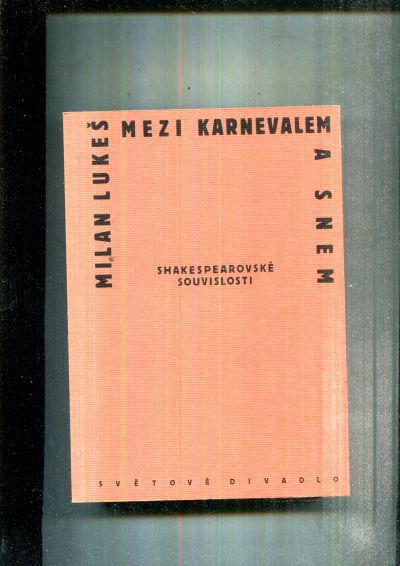 MILAN LUKEŠ
MEZI KARNEVALEM
A SNEM
SHAKESPEAROVSKÉ
SOUVISLOSTI
SVĚTOVÉ DIVADLO